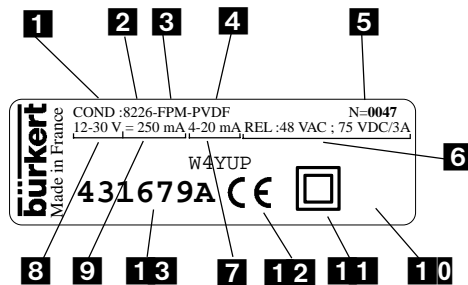 1 2 3 4 5
bürkert
Made in France
COND :8226-FPM-PVDF N=0047
12-30 V = 250 mA 4-20 mA REL :48 VAC ; 75 VDC/3A
6
W4YUP
431679A CE
8 9 13 7 12 11 10